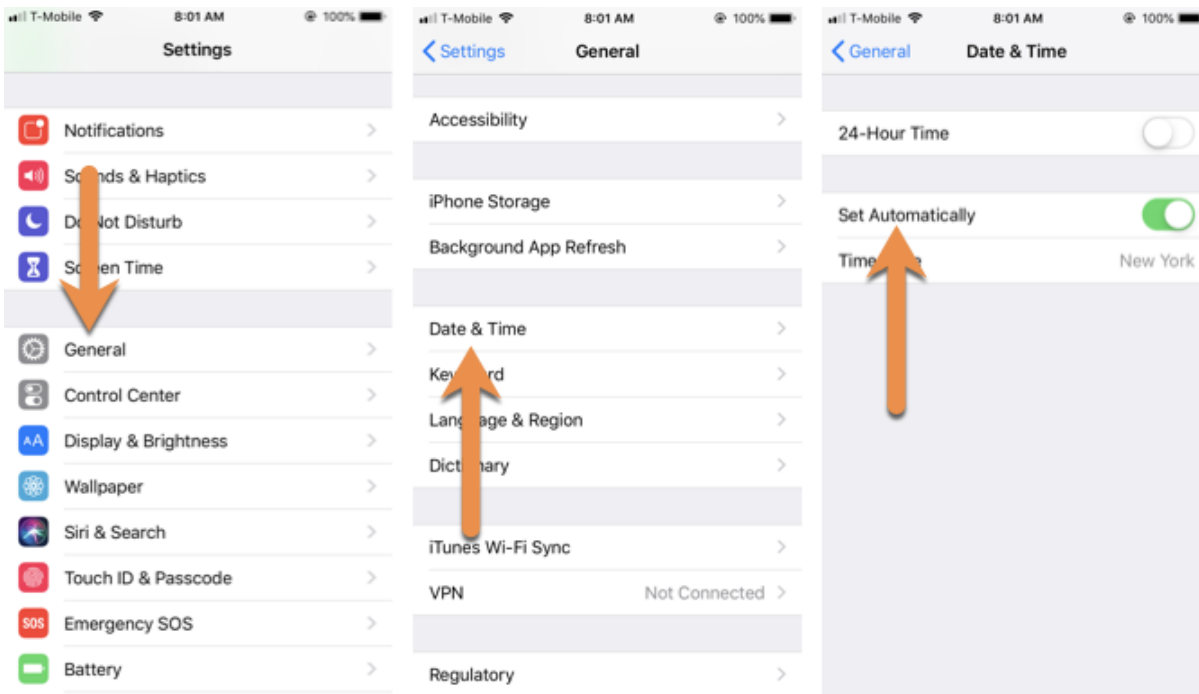 T-Mobile 8:01 AM 100%
Settings
Notifications
Sounds & Haptics
Do Not Disturb
Screen Time
General
Control Center
AA Display & Brightness
Wallpaper
Siri & Search
Touch ID & Passcode
SOS Emergency SOS
Battery
T-Mobile 8:01 AM 100%
Settings General
Accessibility
iPhone Storage
Background App Refresh
Date & Time
Keyboard
Language & Region
Dictionary
iTunes Wi-Fi Sync
VPN Not Connected
Regulatory
T-Mobile 8:01 AM 100%
General Date & Time
24-Hour Time
Set Automatically
Time Zone New York